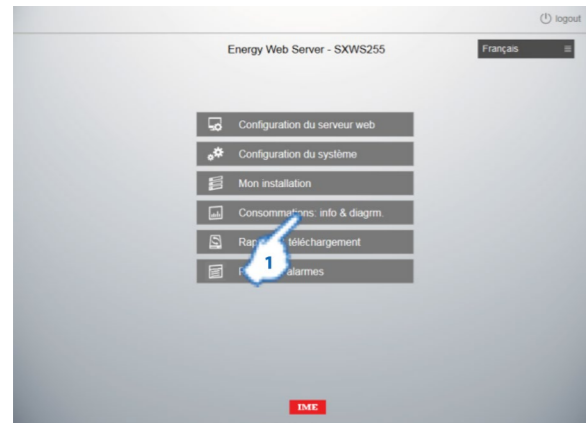 logout
Energy Web Server - SXWS255
Français
Configuration du serveur web
Configuration du système
Mon installation
Consommations: info & diagrm.
téléchargement
1
alarmes
IME